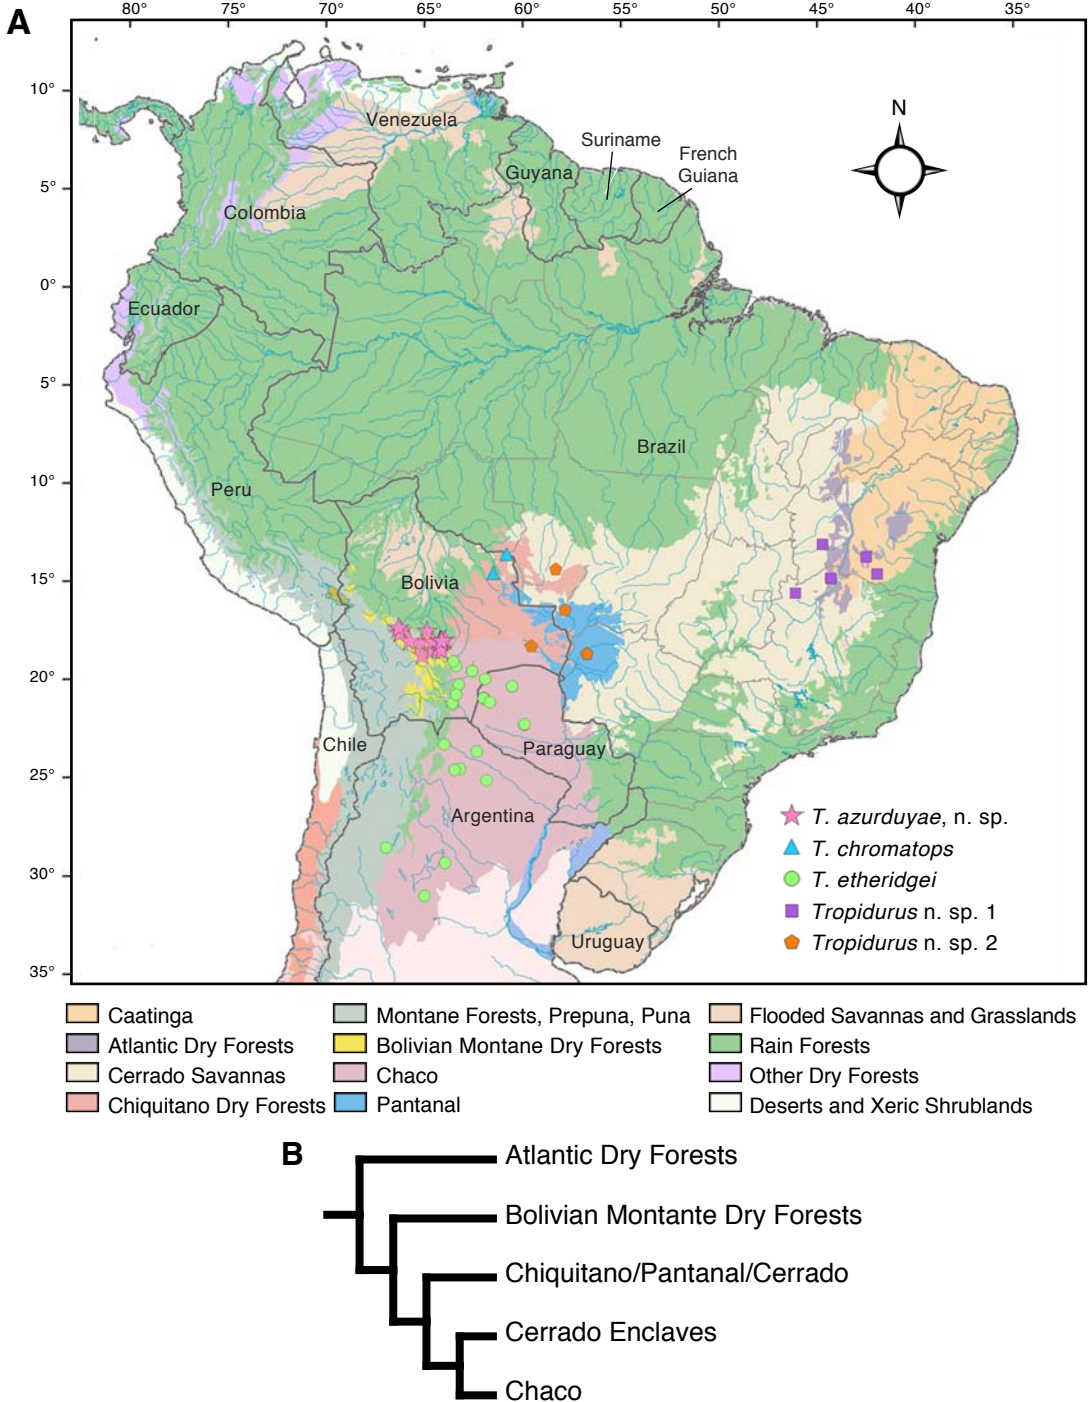 A
80° 75° 70° 65° 60° 55° 50° 45° 40° 35°
N
10°
5°
0°
5°
10°
15°
20°
25°
30°
35°
Venezuela
Suriname
French
Guiana
Guyana
Colombia
Ecuador
Brazil
Peru
Bolivia
Chile
Paraguay
Argentina
Uruguay
T. azurduyae, n. sp.
T. chromatops
T. etheridgei
Tropidurus n. sp. 1
Tropidurus n. sp. 2
Caatinga
Atlantic Dry Forests
Cerrado Savannas
Chiquitano Dry Forests
Montane Forests, Prepuna, Puna
Bolivian Montane Dry Forests
Chaco
Pantanal
Flooded Savannas and Grasslands
Rain Forests
Other Dry Forests
Deserts and Xeric Shrublands
B
Atlantic Dry Forests
Bolivian Montante Dry Forests
Chiquitano/Pantanal/Cerrado
Cerrado Enclaves
Chaco